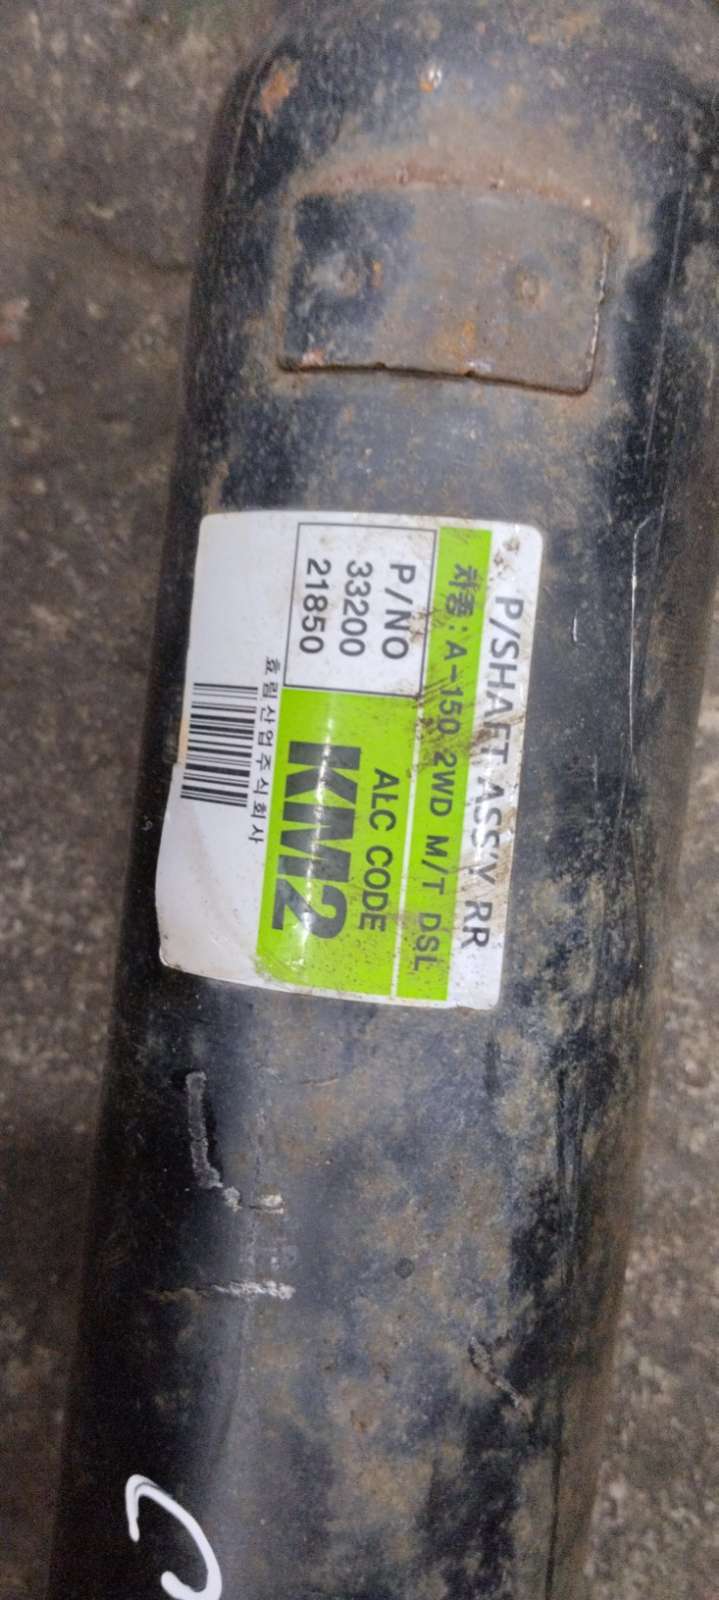 P/SHAFT ASS'Y RR
차종: A-150 2WD M/T DSL
P/NO
33200
21850
ALC CODE
KM2
효림산업주식회사
C